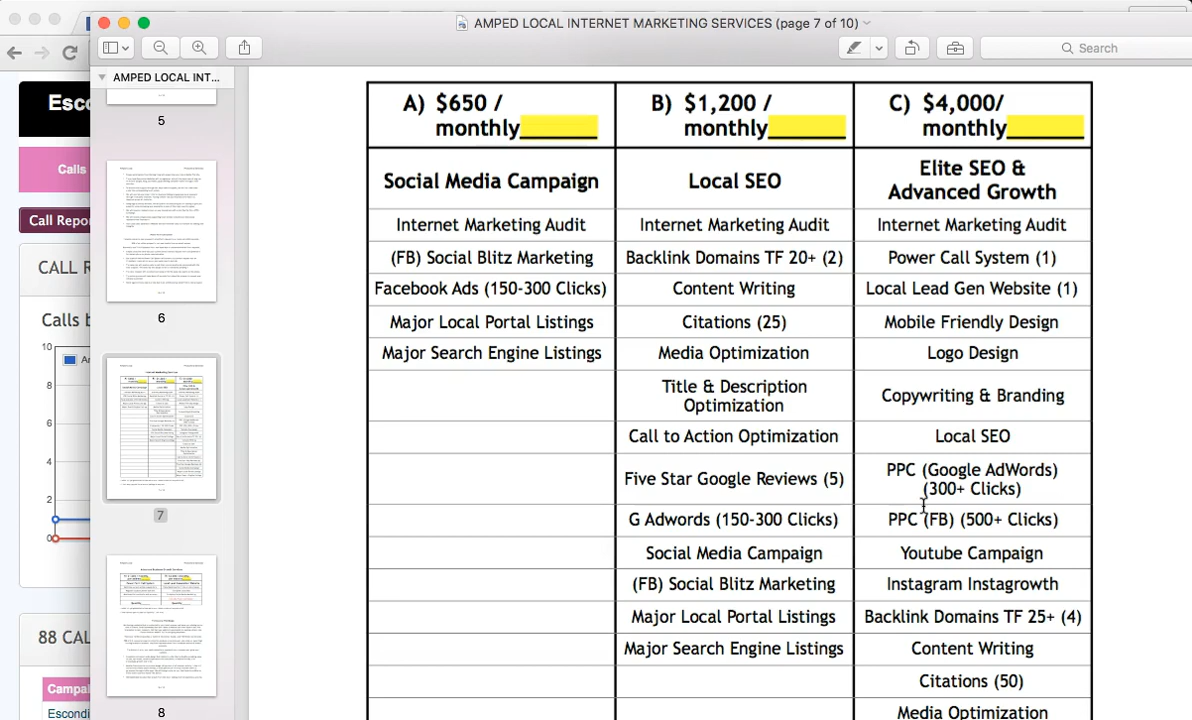 AMPED LOCAL INTERNET MARKETING SERVICES (page 7 of 10)
Search
AMPED LOCAL INT...
5
6
7
8
Esco
Calls
Call Repor
CALL R
Calls b
10
8
6
4
2
0
88 CAL
Campai
Escondi
A) $650 /
monthly
B) $1,200 /
monthly
C) $4,000/
monthly
Social Media Campaign
Local SEO
Elite SEO &
Advanced Growth
Internet Marketing Audit
Internet Marketing Audit
Internet Marketing Audit
(FB) Social Blitz Marketing
Backlink Domains TF 20+ (2)
Power Call System (1)
Facebook Ads (150-300 Clicks)
Content Writing
Local Lead Gen Website (1)
Major Local Portal Listings
Citations (25)
Mobile Friendly Design
Major Search Engine Listings
Media Optimization
Logo Design
Title & Description
Optimization
Copywriting & Branding
Call to Action Optimization
Local SEO
Five Star Google Reviews (5)
PPC (Google AdWords)
(300+ Clicks)
G Adwords (150-300 Clicks)
PPC (FB) (500+ Clicks)
Social Media Campaign
Youtube Campaign
(FB) Social Blitz Marketing
Instagram Instagrowth
Major Local Portal Listings
Backlink Domains TF 25+ (4)
Major Search Engine Listings
Content Writing
Citations (50)
Media Optimization